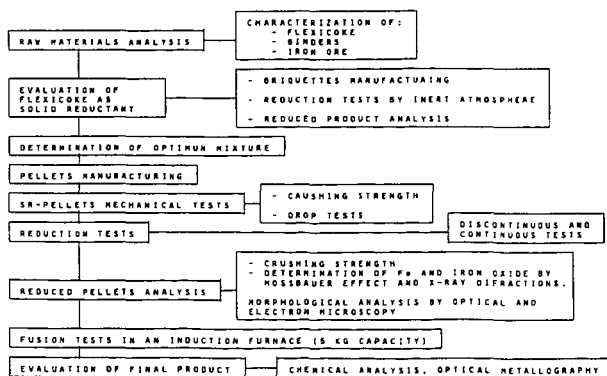 RAW MATERIALS ANALYSIS
CHARACTERIZATION OF:
- FLEXICOKE
- BINDERS
- IRON ORE
EVALUATION OF
FLEXICOKE AS
SOLID REDUCTANT
- BRIQUETTES MANUFACTURING
- REDUCTION TESTS BY INERT ATMOSPHEAE
- REDUCED PRODUCT ANALYSIS
DETERMINATION OF OPTIMUN MIXTURE
PELLETS MANURACTURING
SR-PELLETS MECHANICAL TESTS
- CAUSHING STRENGTH
- DROP TESTS
REDUCTION TESTS
DISCONTINUOUS AND
CONTINUOUS TESTS
REDUCED PELLETS ANALYSIS
- CRUSHING STRENGTH
- DETERMINATION OF Fe AND IRON OXIDE BY
MOSSBAUER EFFECT AND X-RAY DIFRACTIONS.
MORPHOLOGICAL ANALYSIS BY OPTICAL AND
ELECTRON MICROSCOPY
FUSION TESTS IN AN INDUCTION FURNACE (5 KG CAPACITY)
EVALUATION OF FINAL PRODUCT
CHEMICAL ANALYSIS. OPTICAL METALLOGRAPHY